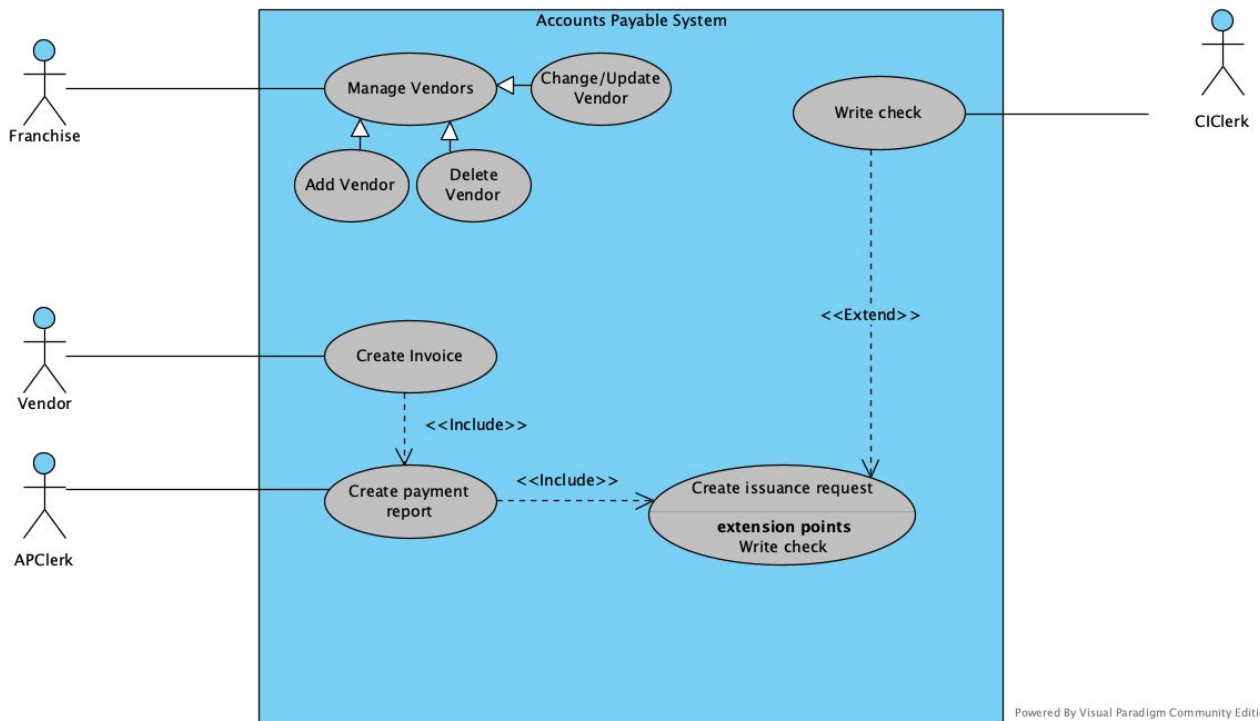 Accounts Payable System
Franchise
Manage Vendors
Change/Update
Vendor
Add Vendor
Delete
Vendor
Write check
CIClerk
<<Extend>>
Vendor
Create Invoice
<<Include>>
APClerk
Create payment
report
<<Include>>
Create issuance request
extension points
Write check
Powered By Visual Paradigm Community Editi